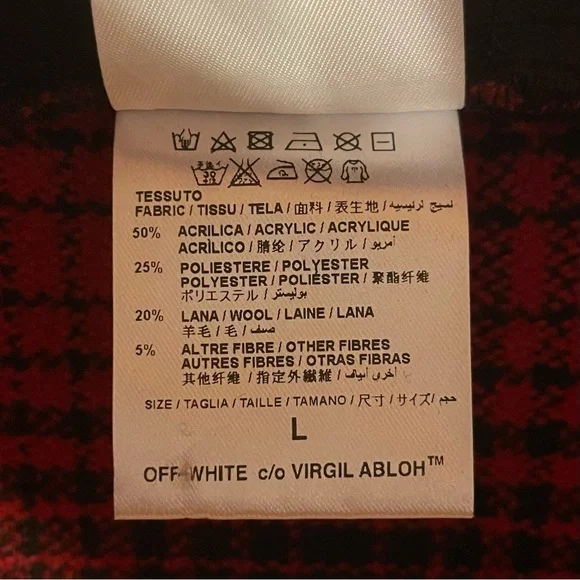 TESSUTO
FABRIC / TISSU / TELA / 面料 / 表生地 / نسيج لرئيسيه
50% ACRILICA / ACRYLIC / ACRYLIQUE
ACRÍLICO / 腈纶 / アクリル /
25% POLIESTERE / POLYESTER
POLYESTER / POLIÉSTER / 聚酯纤维
ポリエステル / بوليستر
20% LANA / WOOL / LAINE / LANA
羊毛 / 毛 / صوف
5% ALTRE FIBRE / OTHER FIBRES
AUTRES FIBRES / OTRAS FIBRAS
其他纤维 / 指定外繊維 / أخري ألياف
SIZE / TAGLIA / TAILLE / TAMANO / 尺寸 / サイズ / حجم
L
OFF-WHITE c/o VIRGIL ABLOH™